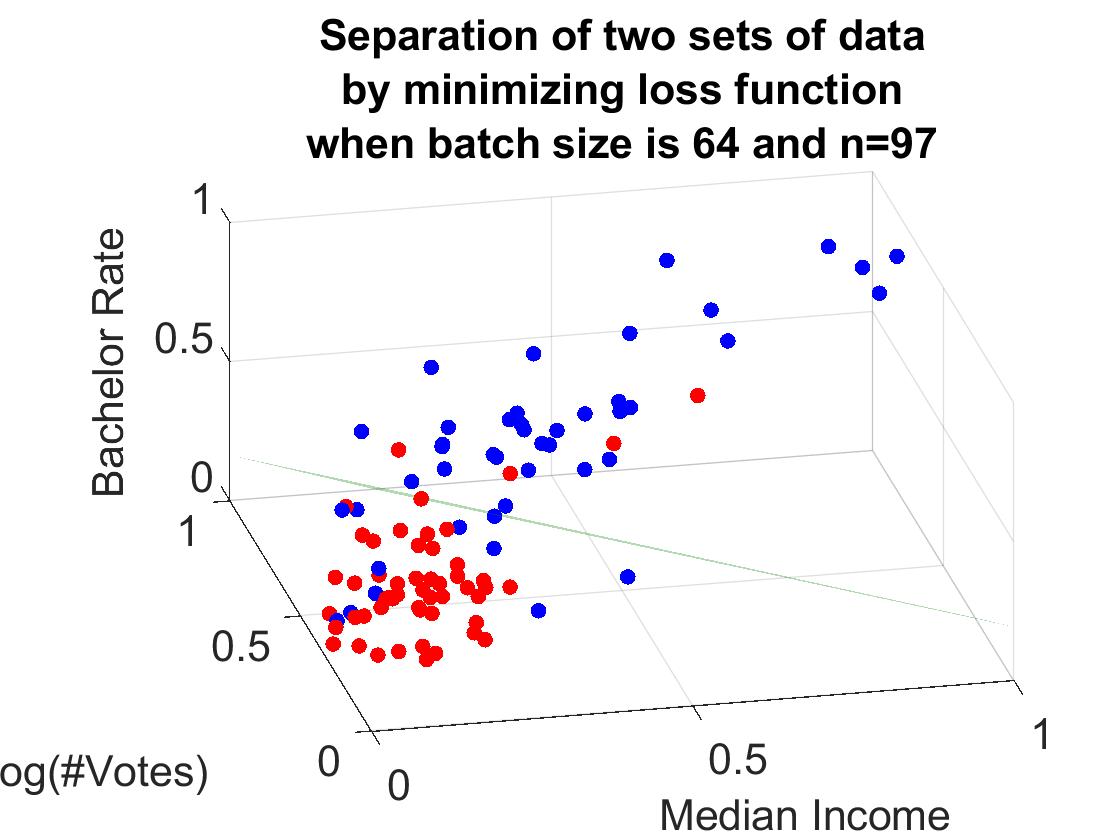 Separation of two sets of data
by minimizing loss function
when batch size is 64 and n=97
1
0.5
0
Bachelor Rate
1
0.5
0
og(#Votes)
0
0.5
1
Median Income